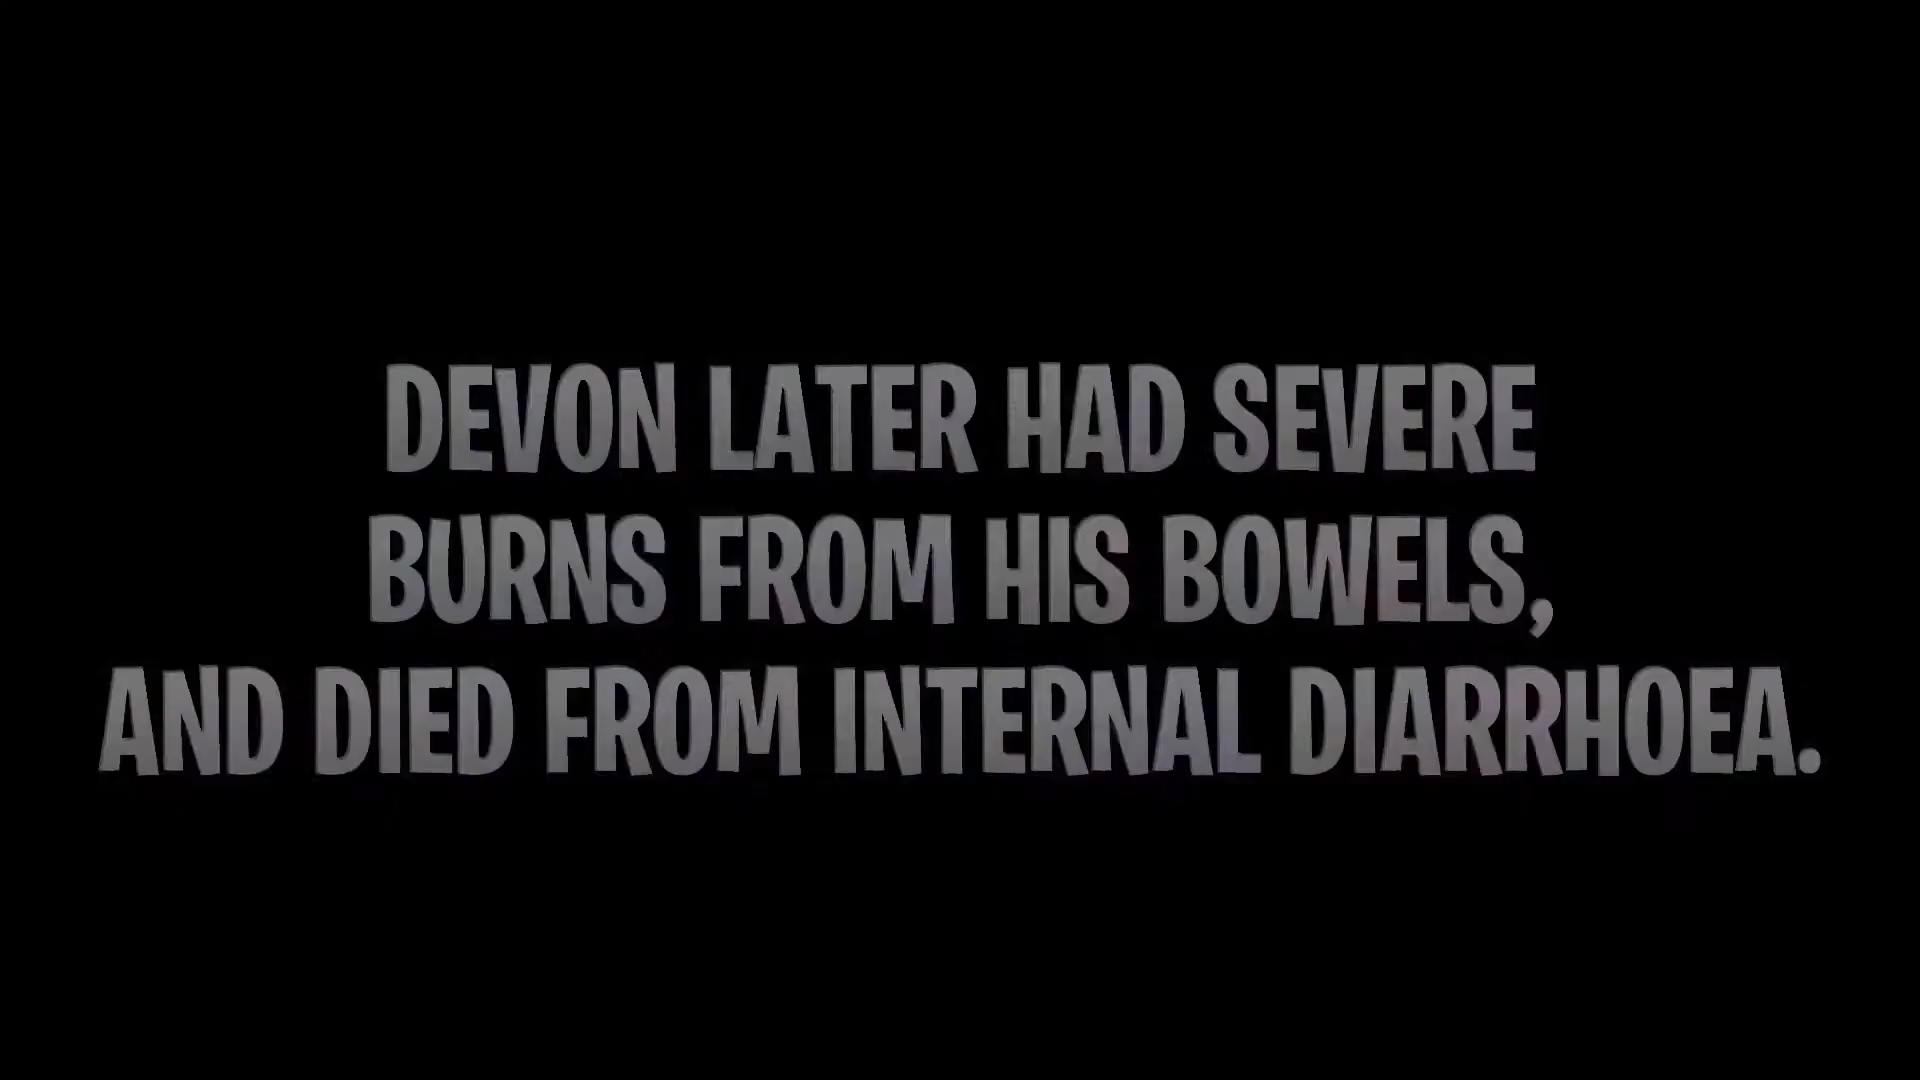 DEVON LATER HAD SEVERE
BURNS FROM HIS BOWELS,
AND DIED FROM INTERNAL DIARRHOEA.